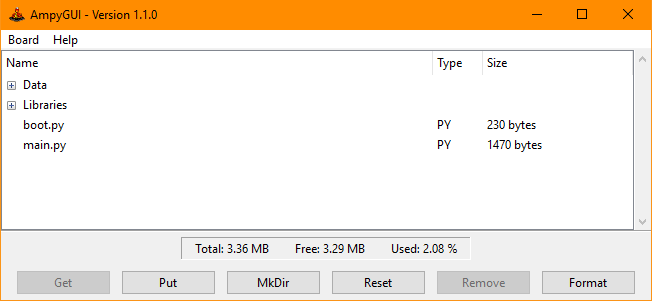 AmpyGUI - Version 1.1.0
Board Help
Name Type Size
Data
Libraries
boot.py PY 230 bytes
main.py PY 1470 bytes
Total: 3.36 MB Free: 3.29 MB Used: 2.08 %
Get Put MkDir Reset Remove Format